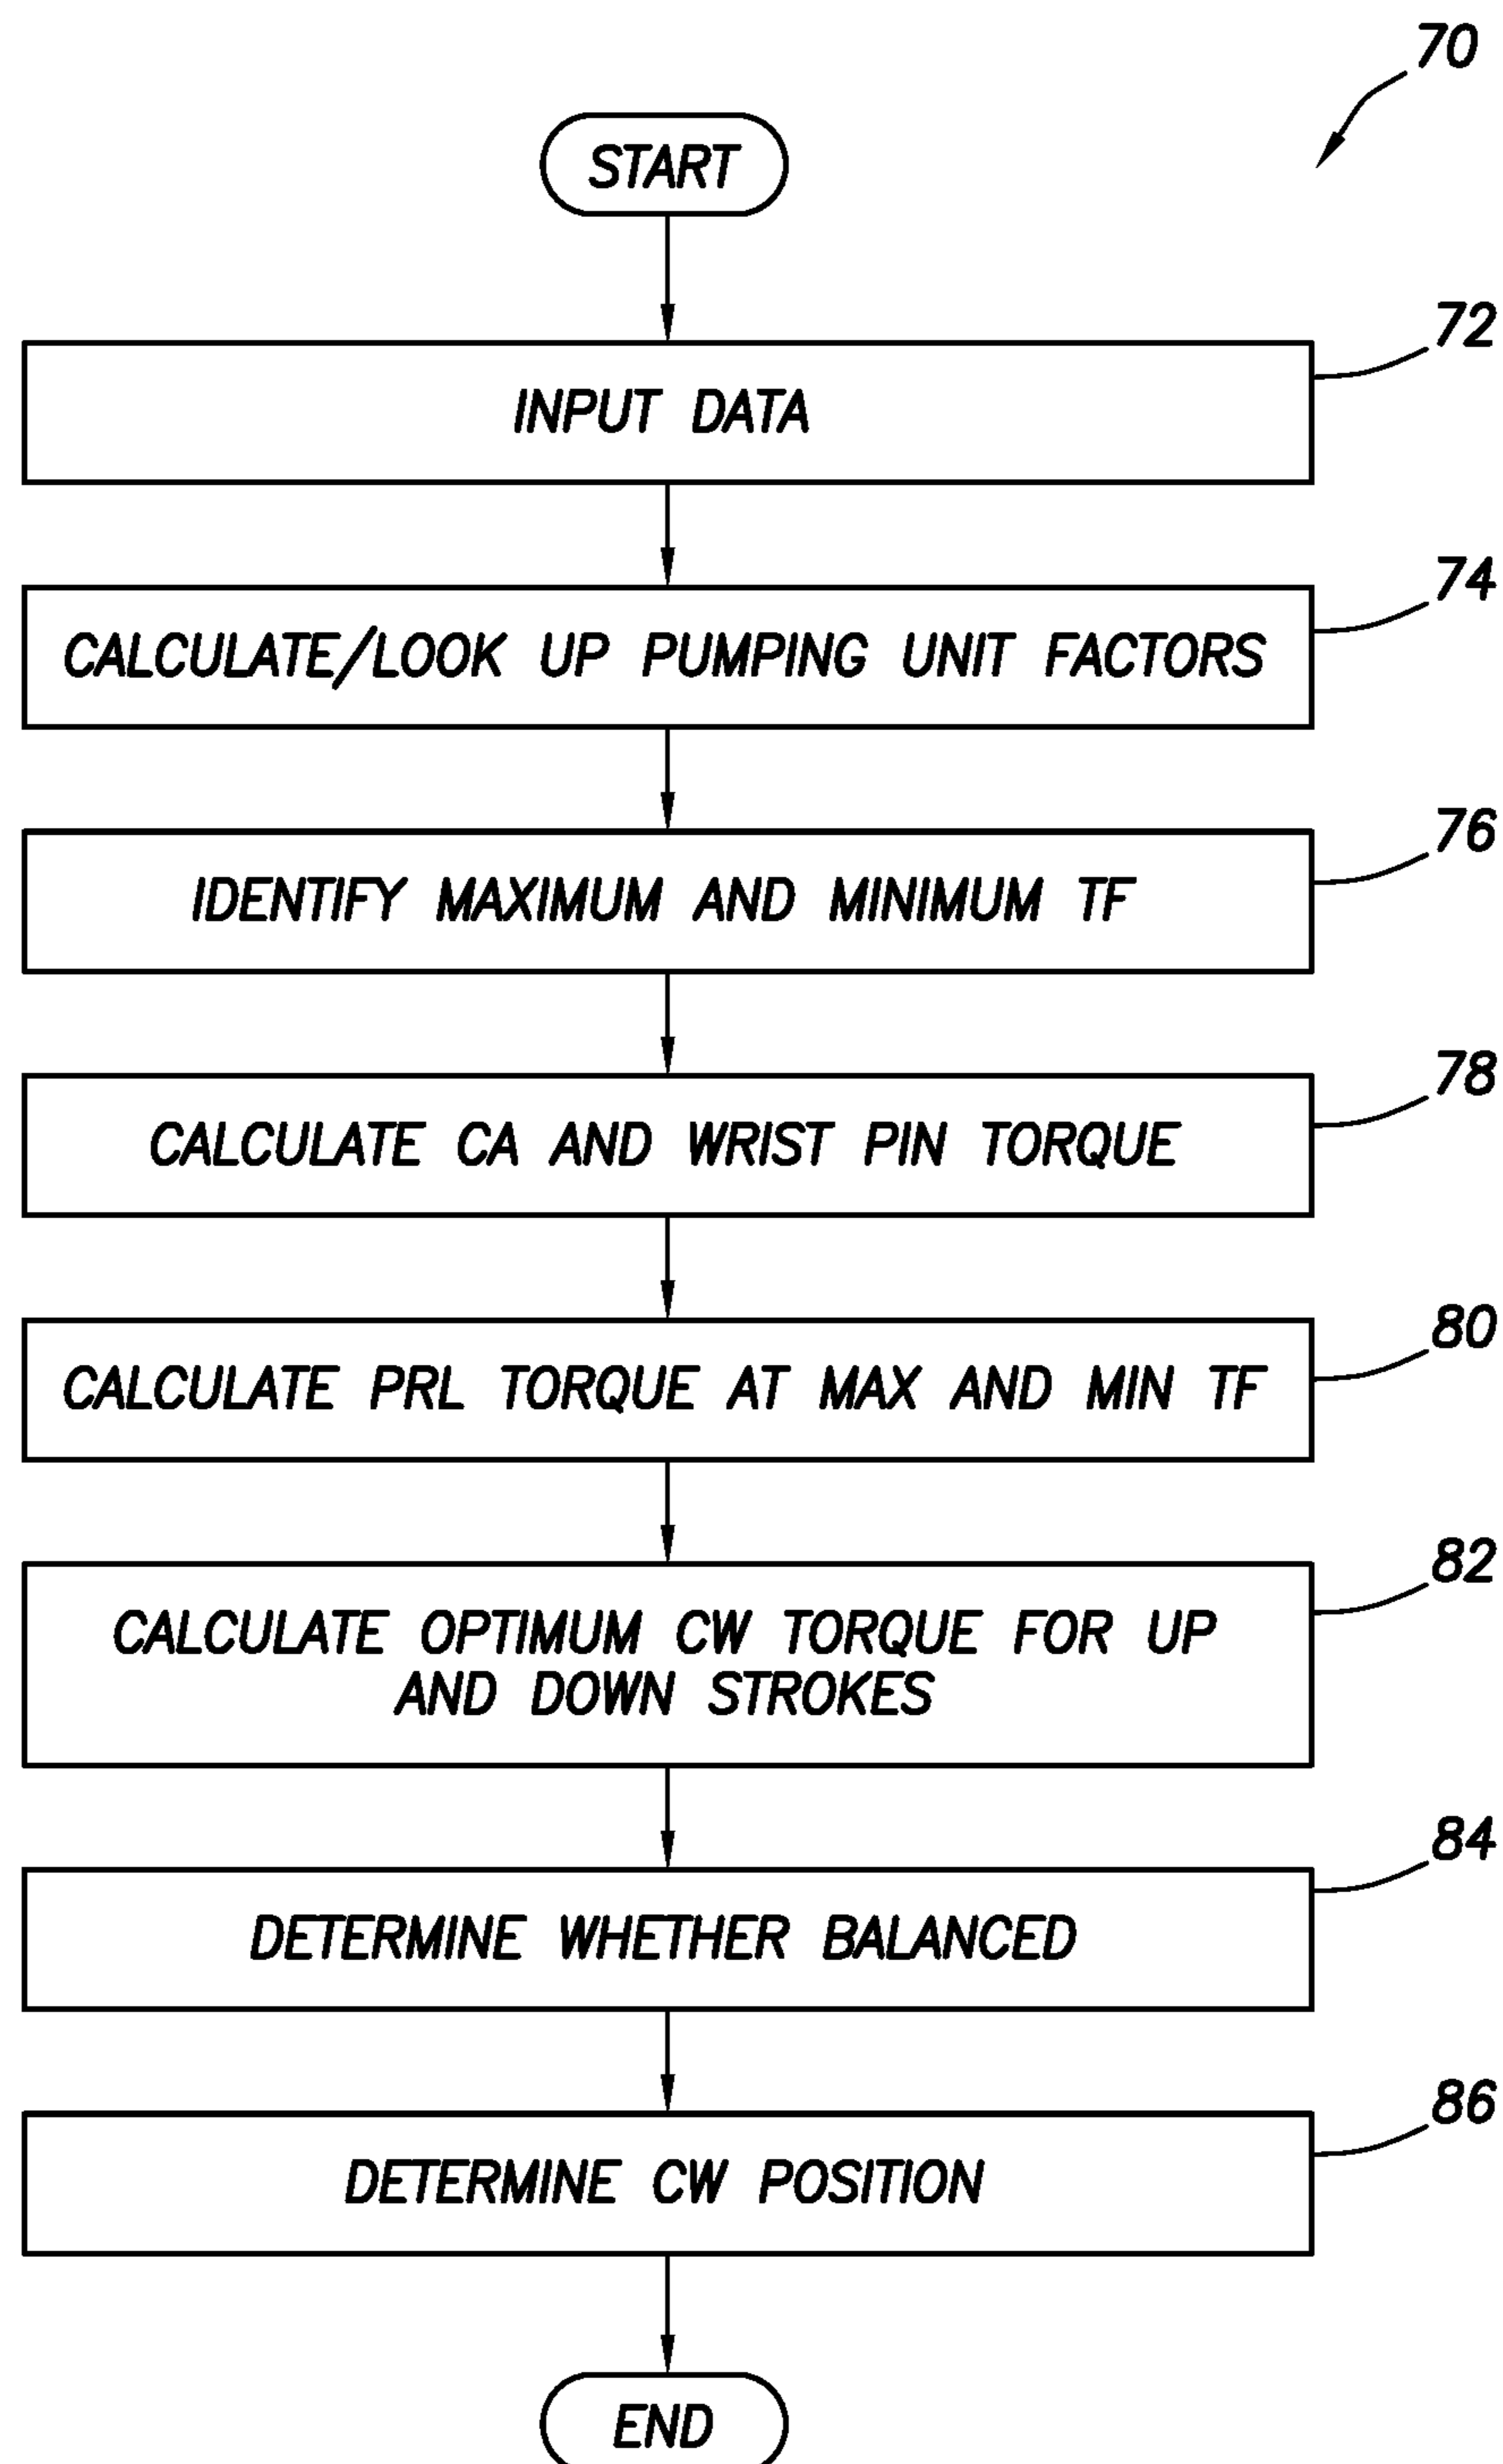 70
START
72
INPUT DATA
74
CALCULATE/LOOK UP PUMPING UNIT FACTORS
76
IDENTIFY MAXIMUM AND MINIMUM TF
78
CALCULATE CA AND WRIST PIN TORQUE
80
CALCULATE PRL TORQUE AT MAX AND MIN TF
82
CALCULATE OPTIMUM CW TORQUE FOR UP
AND DOWN STROKES
84
DETERMINE WHETHER BALANCED
86
DETERMINE CW POSITION
END